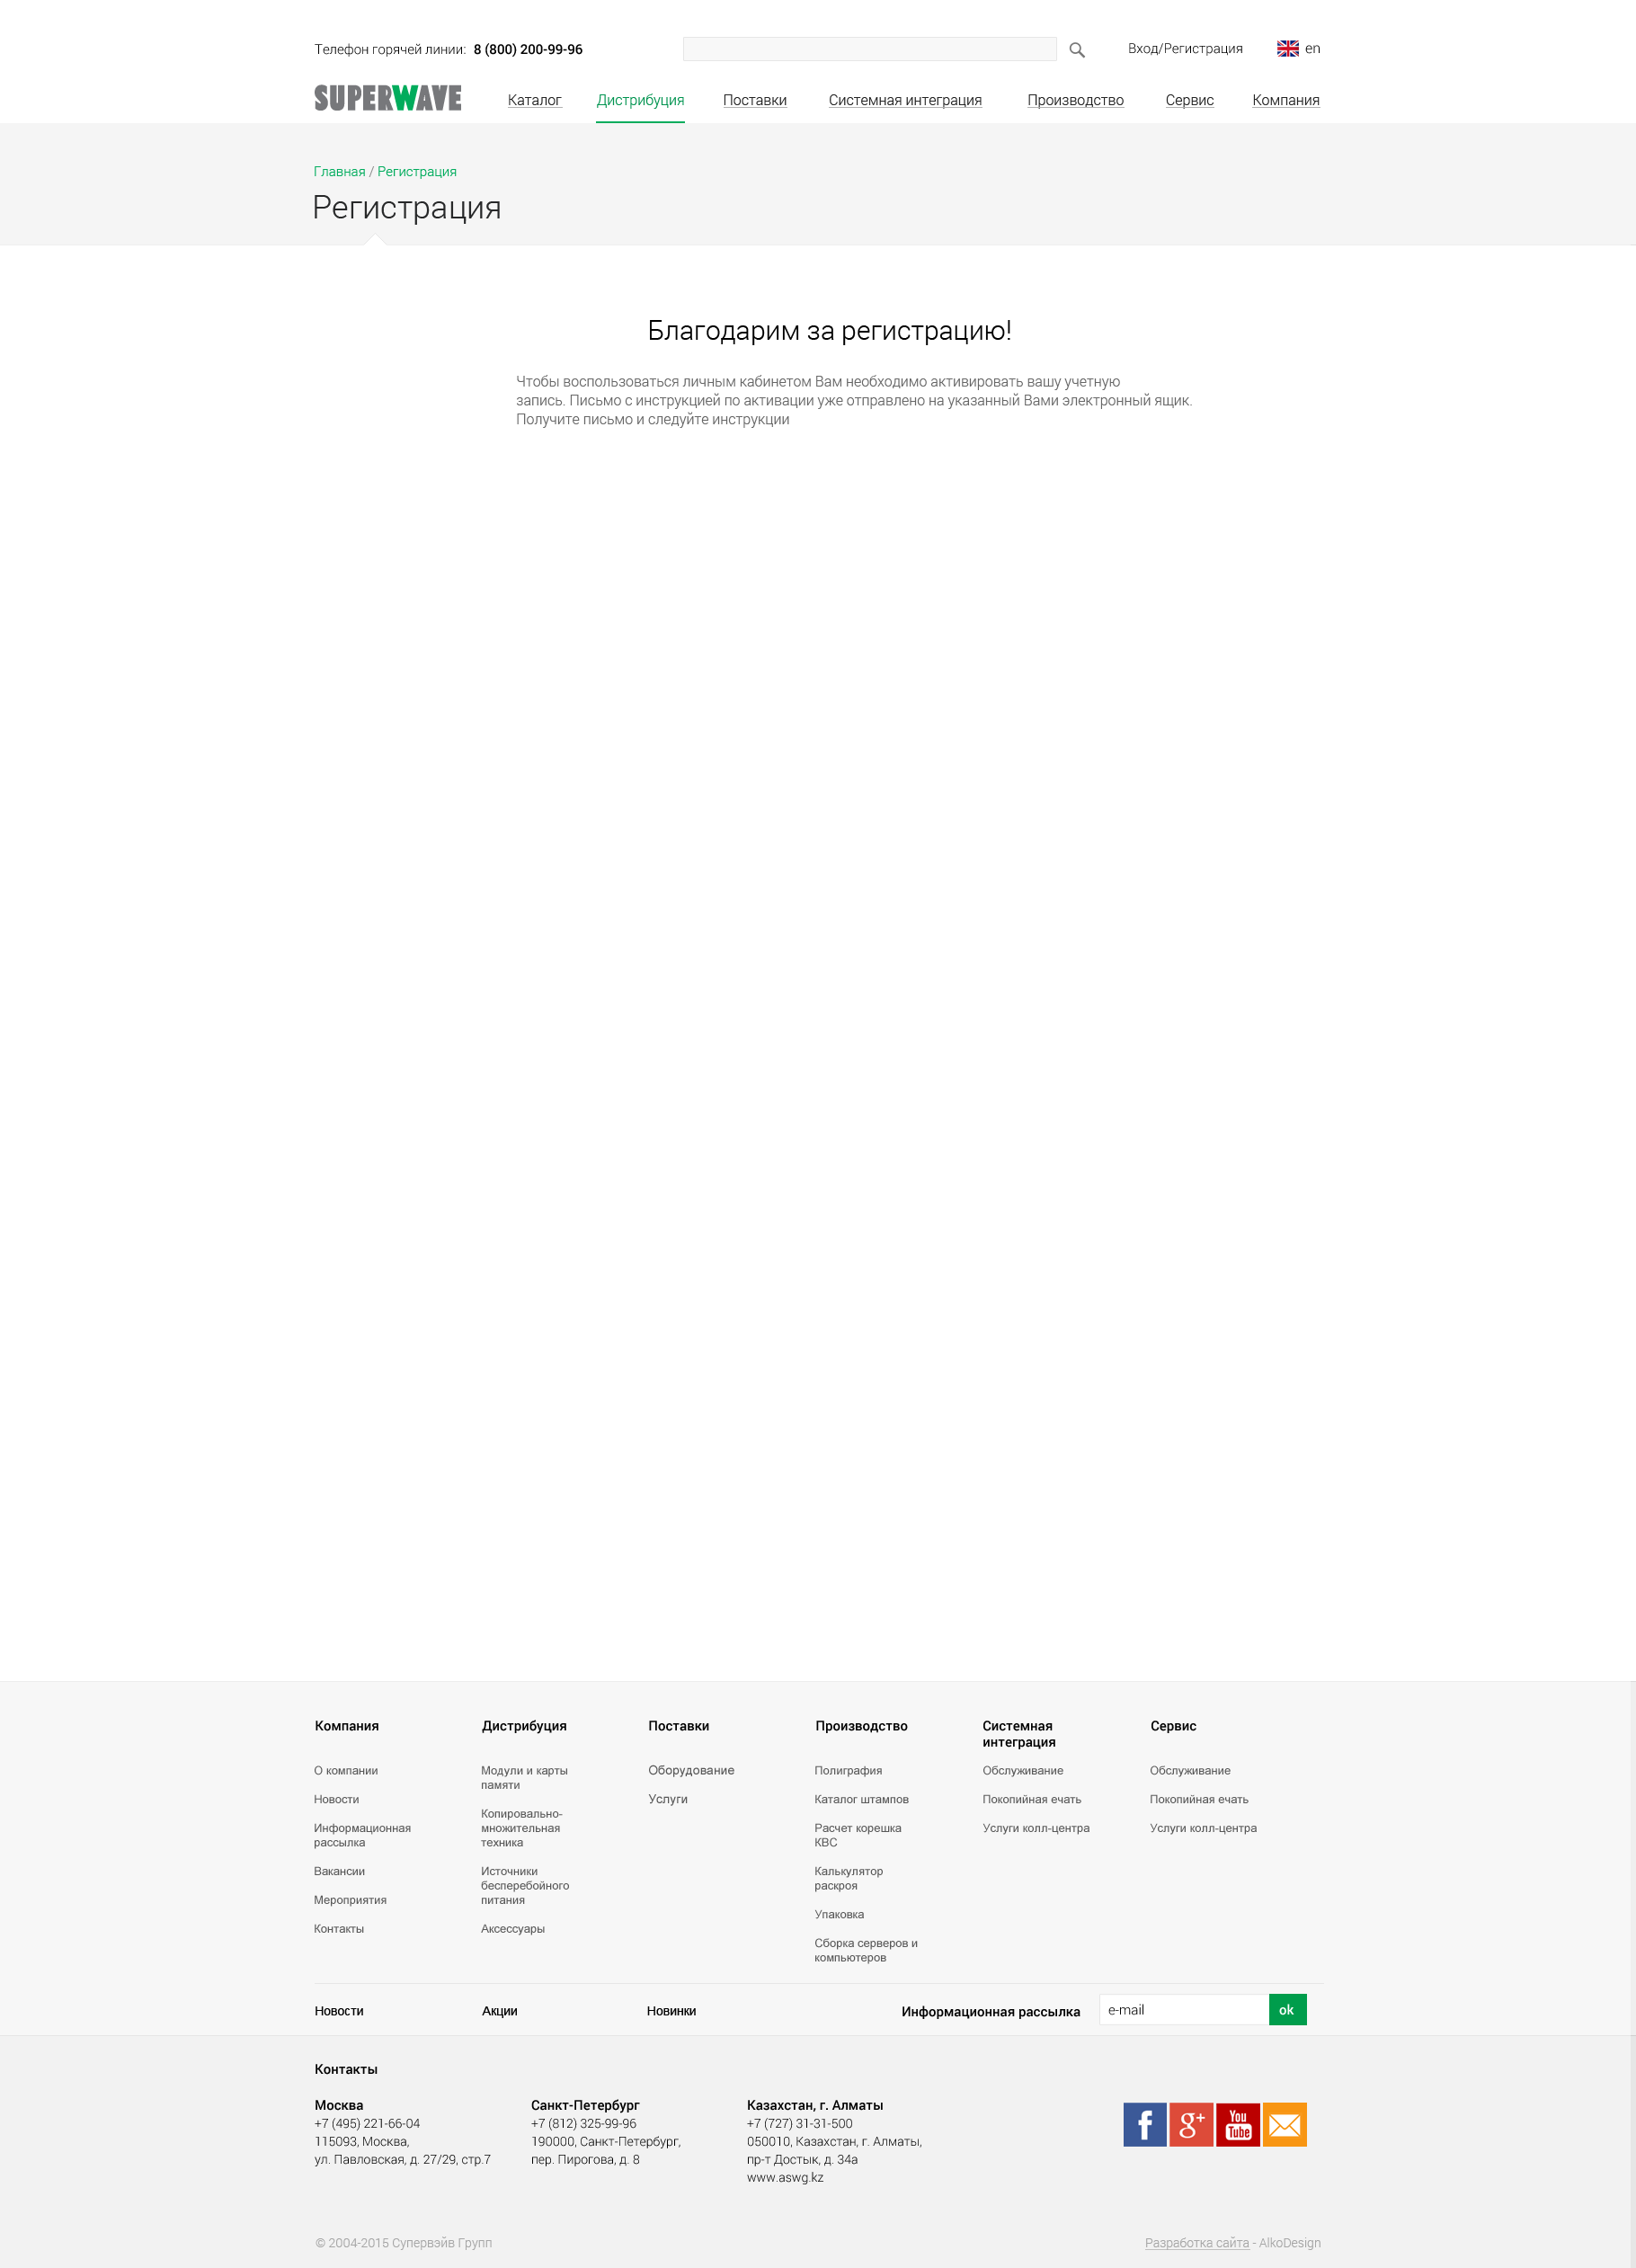 Телефон горячей линии: 8 (800) 200-99-96
Вход/Регистрация
en
SUPERWAVE
Каталог
Дистрибуция
Поставки
Системная интеграция
Производство
Сервис
Компания
Главная / Регистрация
Регистрация
Благодарим за регистрацию!
Чтобы воспользоваться личным кабинетом Вам необходимо активировать вашу учетную
запись. Письмо с инструкцией по активации уже отправлено на указанный Вами электронный ящик.
Получите письмо и следуйте инструкции
Компания
О компании
Новости
Информационная
рассылка
Вакансии
Мероприятия
Контакты
Дистрибуция
Модули и карты
памяти
Копировально-
множительная
техника
Источники
бесперебойного
питания
Аксессуары
Поставки
Оборудование
Услуги
Производство
Полиграфия
Каталог штампов
Расчет корешка
КВС
Калькулятор
раскроя
Упаковка
Сборка серверов и
компьютеров
Системная
интеграция
Обслуживание
Покопийная ечать
Услуги колл-центра
Сервис
Обслуживание
Покопийная ечать
Услуги колл-центра
Новости
Акции
Новинки
Информационная рассылка
e-mail
ok
Контакты
Москва
+7 (495) 221-66-04
115093, Москва,
ул. Павловская, д. 27/29, стр.7
Санкт-Петербург
+7 (812) 325-99-96
190000, Санкт-Петербург,
пер. Пирогова, д. 8
Казахстан, г. Алматы
+7 (727) 31-31-500
050010, Казахстан, г. Алматы,
пр-т Достык, д. 34а
www.aswg.kz
f
g+
You
Tube
© 2004-2015 Супервэйв Групп
Разработка сайта - AlkoDesign